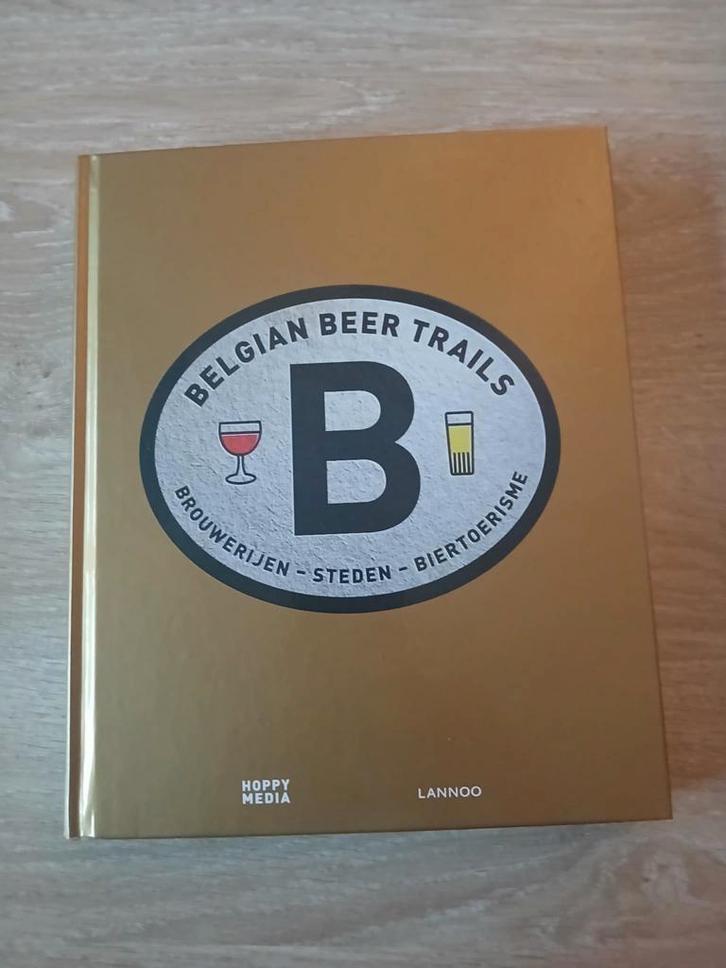 BELGIAN BEER TRAILS
B
BROUWERIJEN – STEDEN – BIERTOERISME
HOPPY
MEDIA
LANNOO